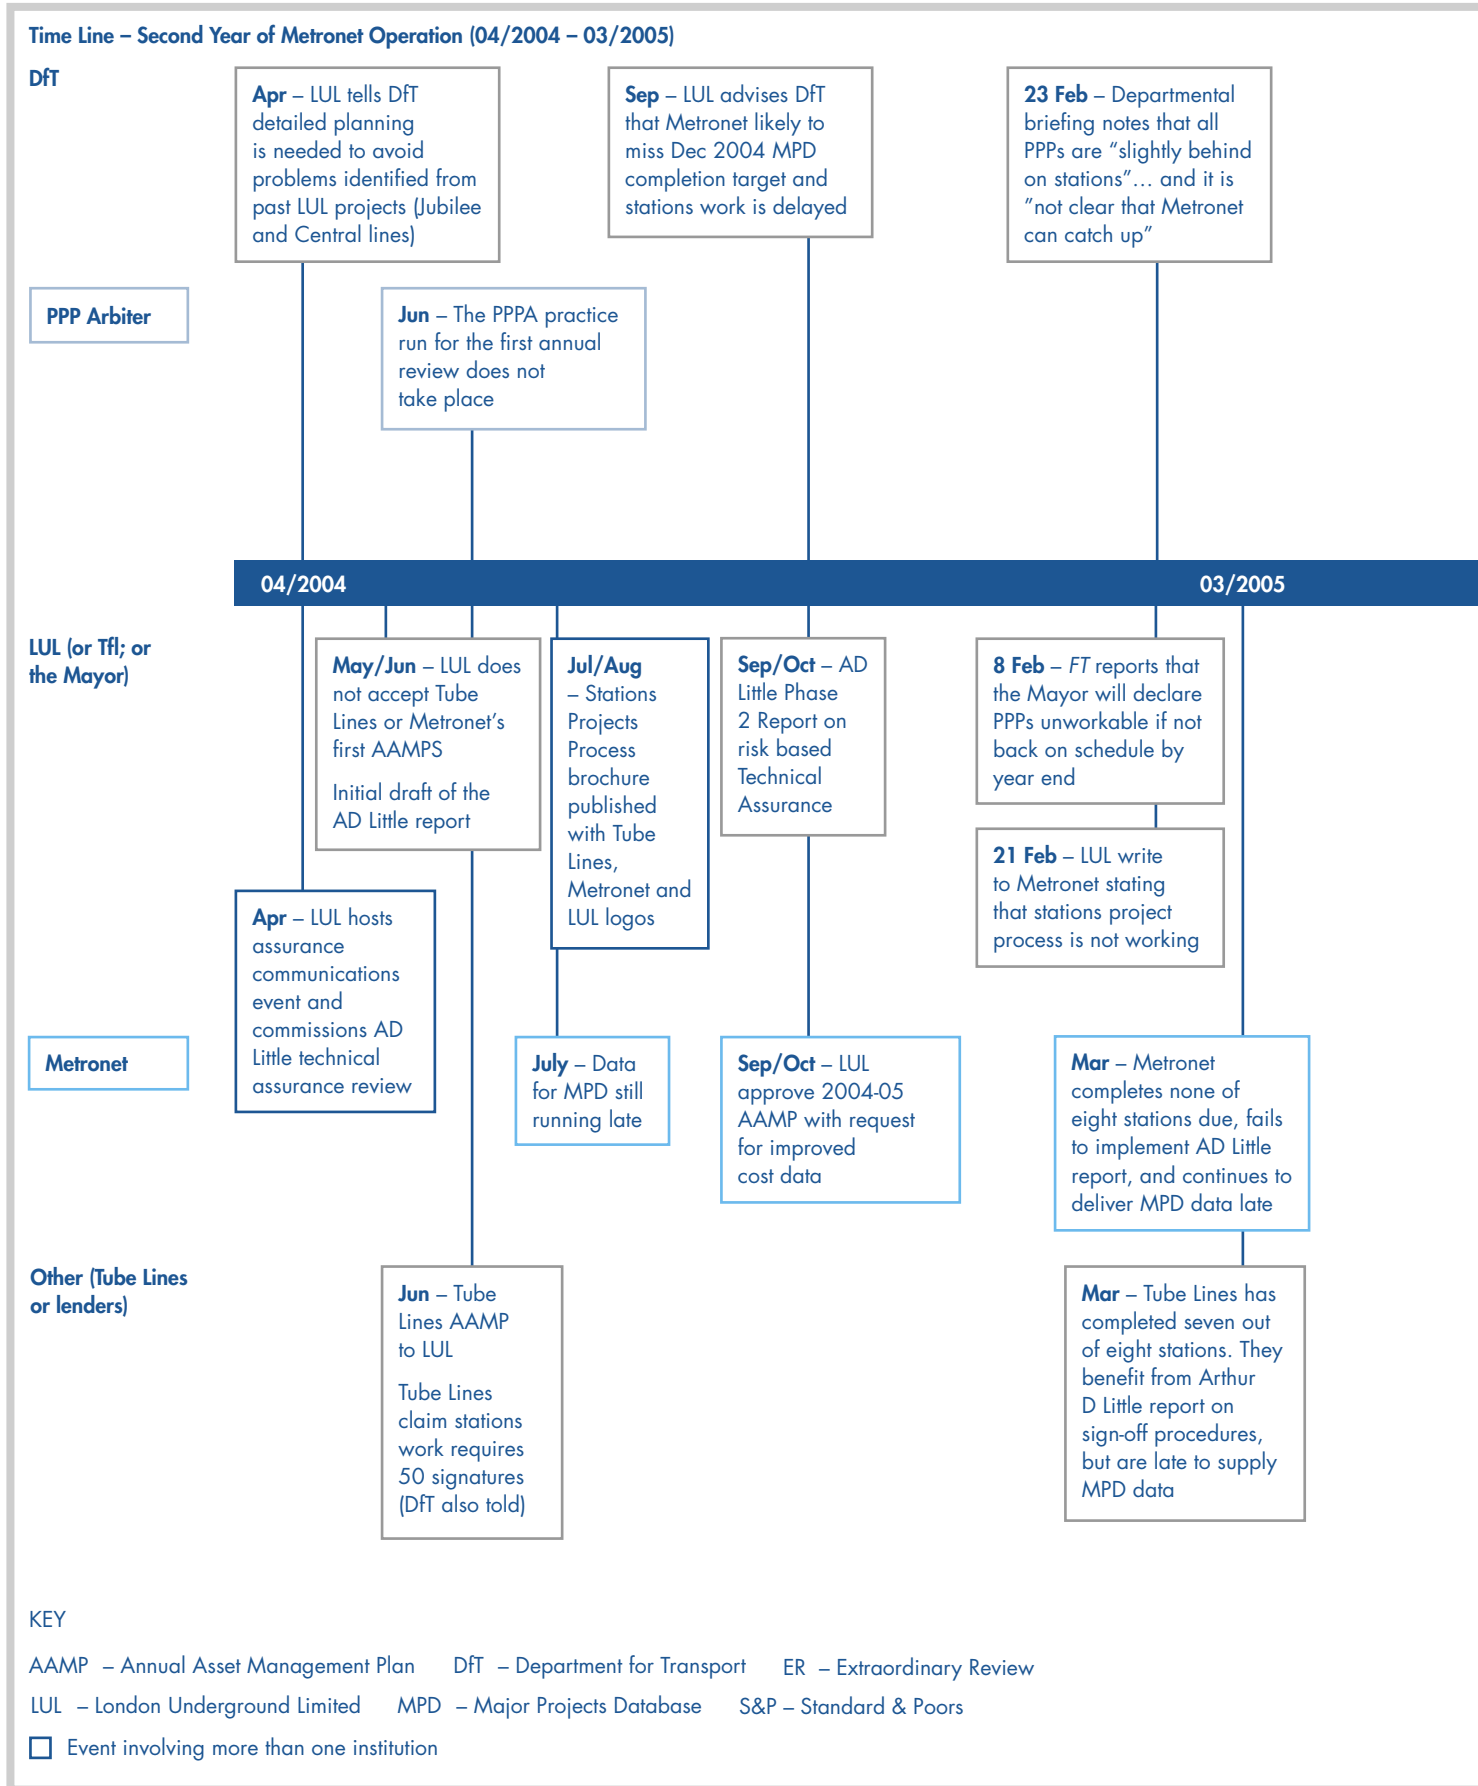 Time Line – Second Year of Metronet Operation (04/2004 – 03/2005)
DfT
Apr – LUL tells DfT
detailed planning
is needed to avoid
problems identified from
past LUL projects (Jubilee
and Central lines)
Sep – LUL advises DfT
that Metronet likely to
miss Dec 2004 MPD
completion target and
stations work is delayed
23 Feb – Departmental
briefing notes that all
PPPs are “slightly behind
on stations”... and it is
”not clear that Metronet
can catch up”
PPP Arbiter
Jun – The PPPA practice
run for the first annual
review does not
take place
04/2004
03/2005
LUL (or Tfl; or
the Mayor)
May/Jun – LUL does
not accept Tube
Lines or Metronet’s
first AAMPS
Initial draft of the
AD Little report
Jul/Aug
– Stations
Projects
Process
brochure
published
with Tube
Lines,
Metronet and
LUL logos
Sep/Oct – AD
Little Phase
2 Report on
risk based
Technical
Assurance
8 Feb – FT reports that
the Mayor will declare
PPPs unworkable if not
back on schedule by
year end
21 Feb – LUL write
to Metronet stating
that stations project
process is not working
Apr – LUL hosts
assurance
communications
event and
commissions AD
Little technical
assurance review
Metronet
July – Data
for MPD still
running late
Sep/Oct – LUL
approve 2004-05
AAMP with request
for improved
cost data
Mar – Metronet
completes none of
eight stations due, fails
to implement AD Little
report, and continues to
deliver MPD data late
Other (Tube Lines
or lenders)
Jun – Tube
Lines AAMP
to LUL
Tube Lines
claim stations
work requires
50 signatures
(DfT also told)
Mar – Tube Lines has
completed seven out
of eight stations. They
benefit from Arthur
D Little report on
sign-off procedures,
but are late to supply
MPD data
KEY
AAMP – Annual Asset Management Plan DfT – Department for Transport ER – Extraordinary Review
LUL – London Underground Limited MPD – Major Projects Database S&P – Standard & Poors
Event involving more than one institution